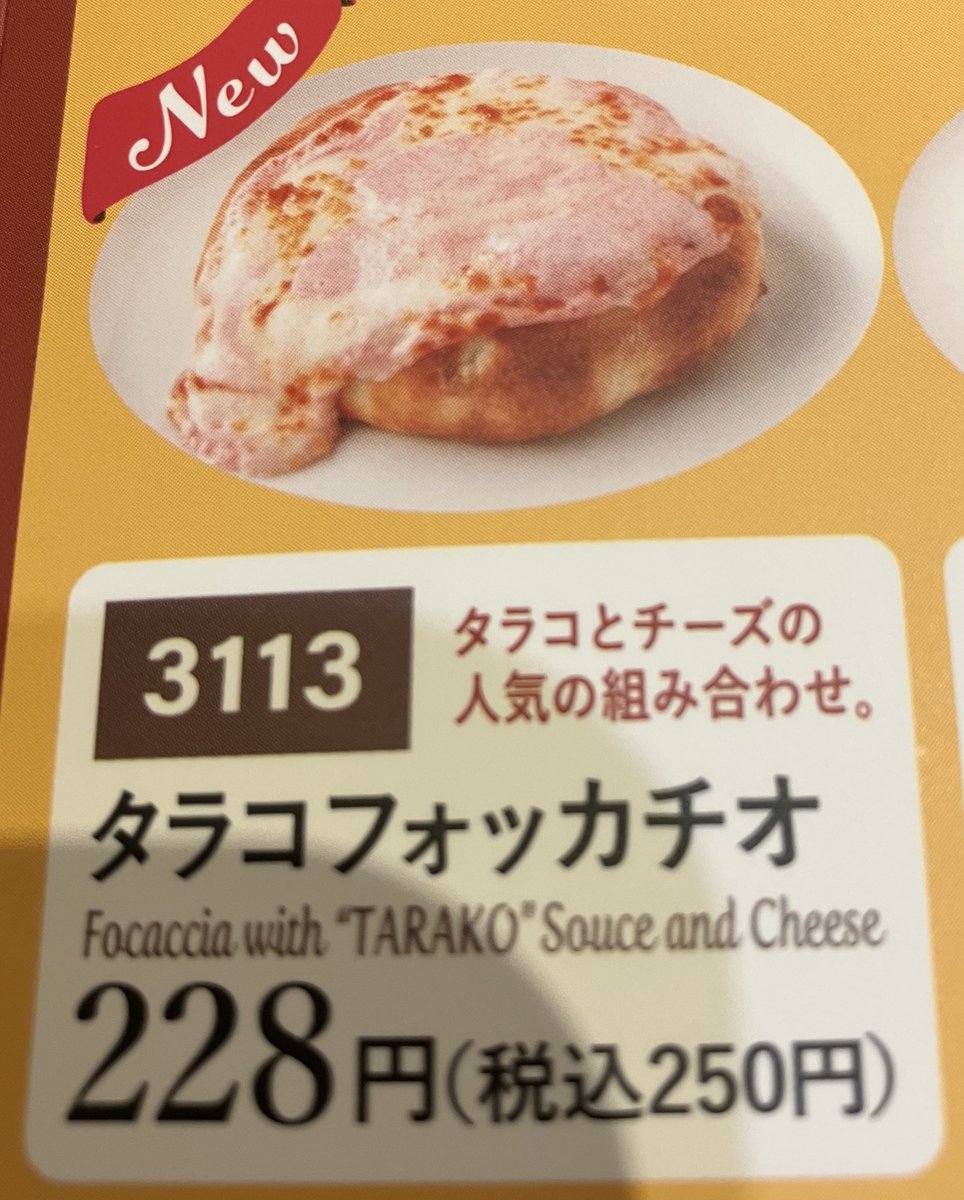 New
3113
タラコとチーズの
人気の組み合わせ。
タラコフォッカチオ
Focaccia with “TARAKO” Souce and Cheese
228円(税込250円)